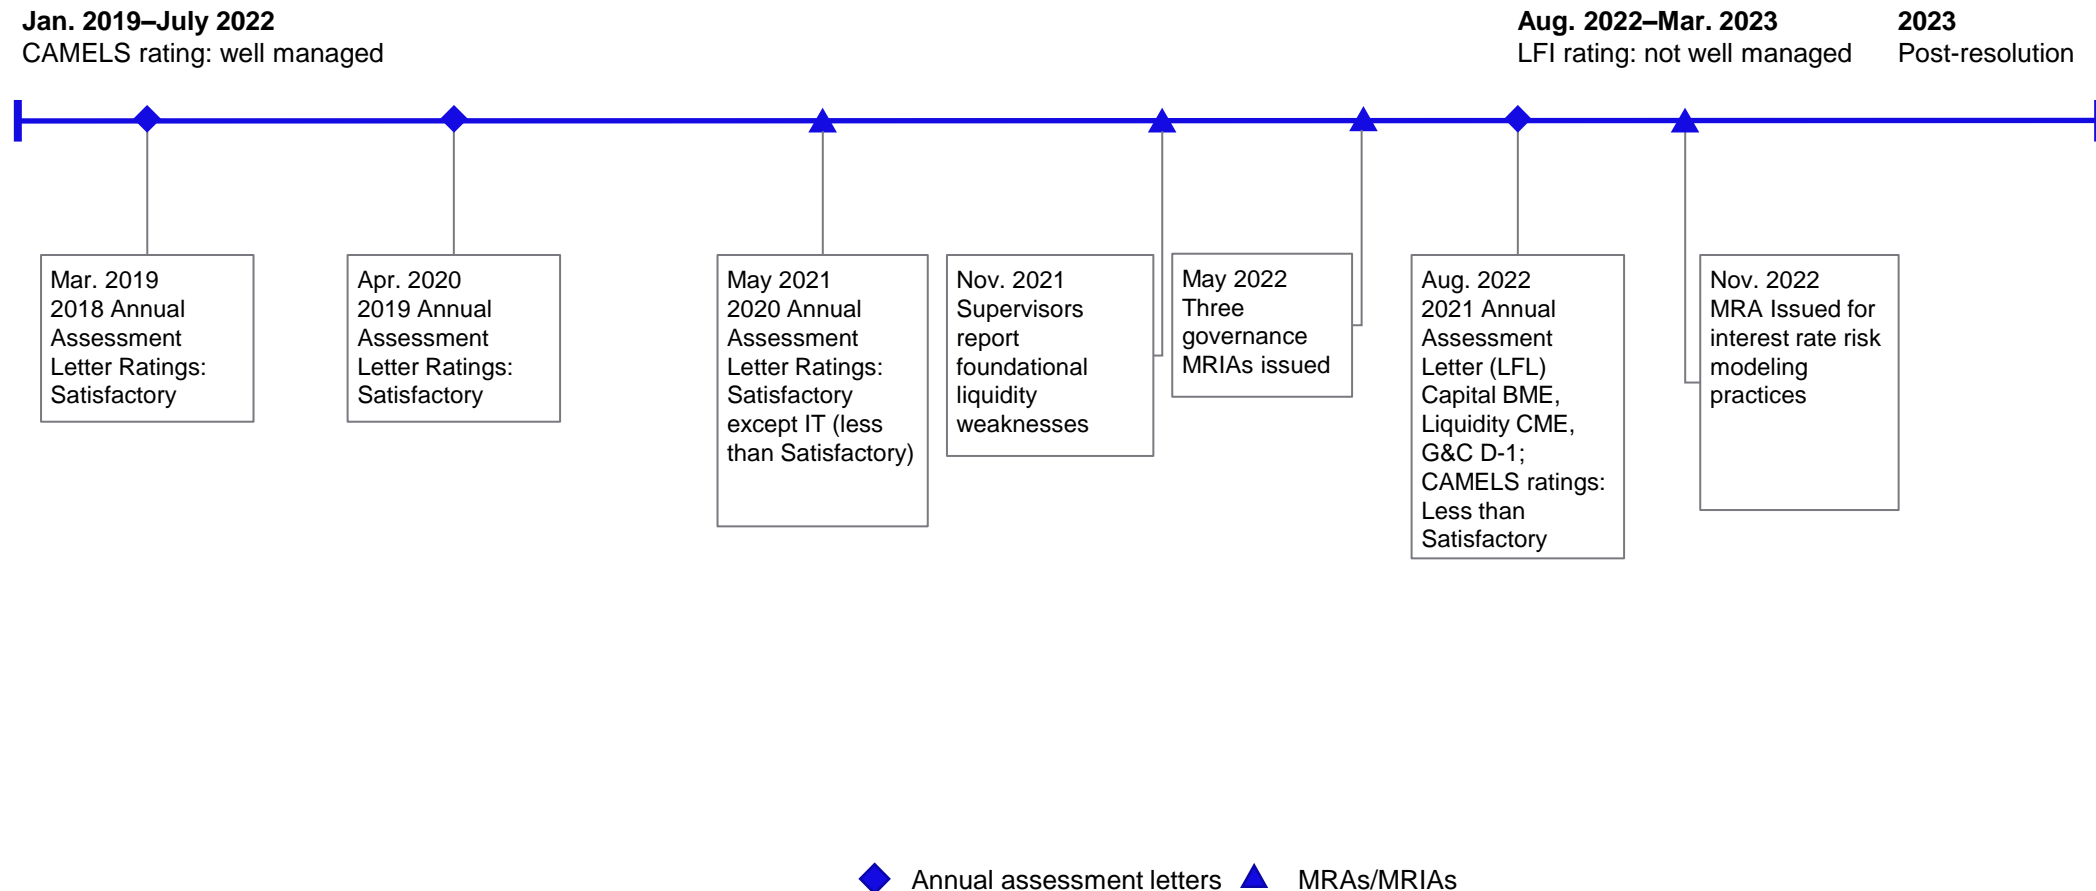 Jan. 2019–July 2022
CAMELS rating: well managed
Aug. 2022–Mar. 2023
LFI rating: not well managed
2023
Post-resolution
Mar. 2019
2018 Annual
Assessment
Letter Ratings:
Satisfactory
Apr. 2020
2019 Annual
Assessment
Letter Ratings:
Satisfactory
May 2021
2020 Annual
Assessment
Letter Ratings:
Satisfactory
except IT (less
than Satisfactory)
Nov. 2021
Supervisors
report
foundational
liquidity
weaknesses
May 2022
Three
governance
MRIAs issued
Aug. 2022
2021 Annual
Assessment
Letter (LFL)
Capital BME,
Liquidity CME,
G&C D-1;
CAMELS ratings:
Less than
Satisfactory
Nov. 2022
MRA Issued for
interest rate risk
modeling
practices
Annual assessment letters
MRAs/MRIAs